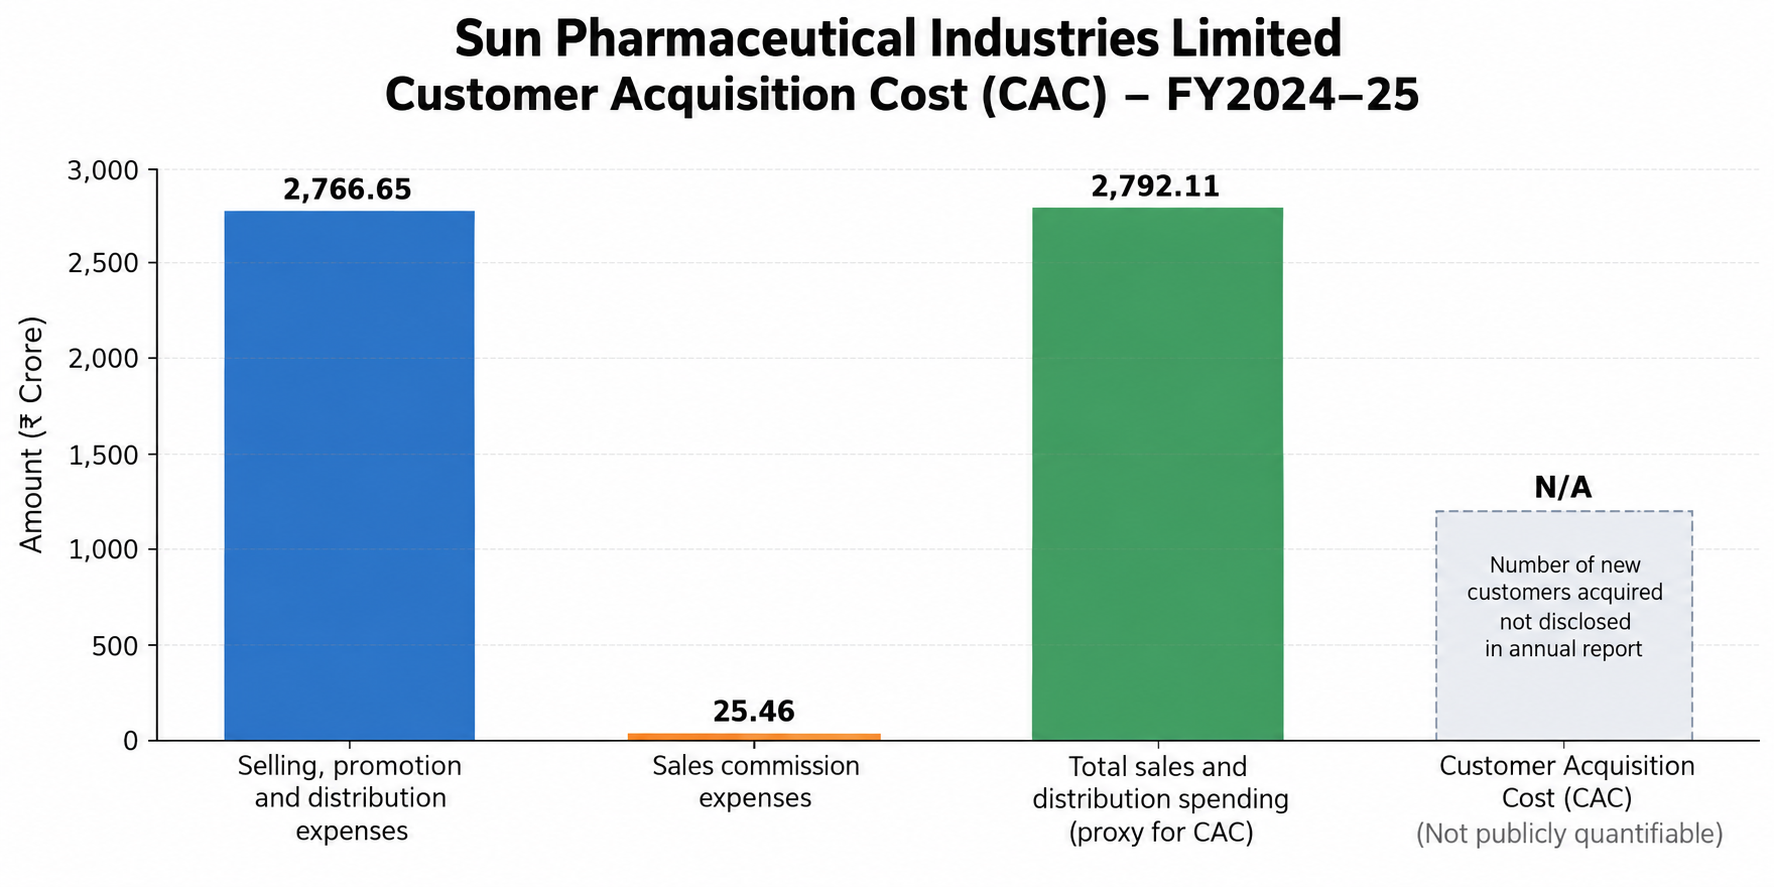 Sun Pharmaceutical Industries Limited
Customer Acquisition Cost (CAC) – FY2024–25
Amount (₹ Crore)
3,000
2,500
2,000
1,500
1,000
500
0
2,766.65
25.46
2,792.11
N/A
Number of new
customers acquired
not disclosed
in annual report
Selling, promotion
and distribution
expenses
Sales commission
expenses
Total sales and
distribution spending
(proxy for CAC)
Customer Acquisition
Cost (CAC)
(Not publicly quantifiable)